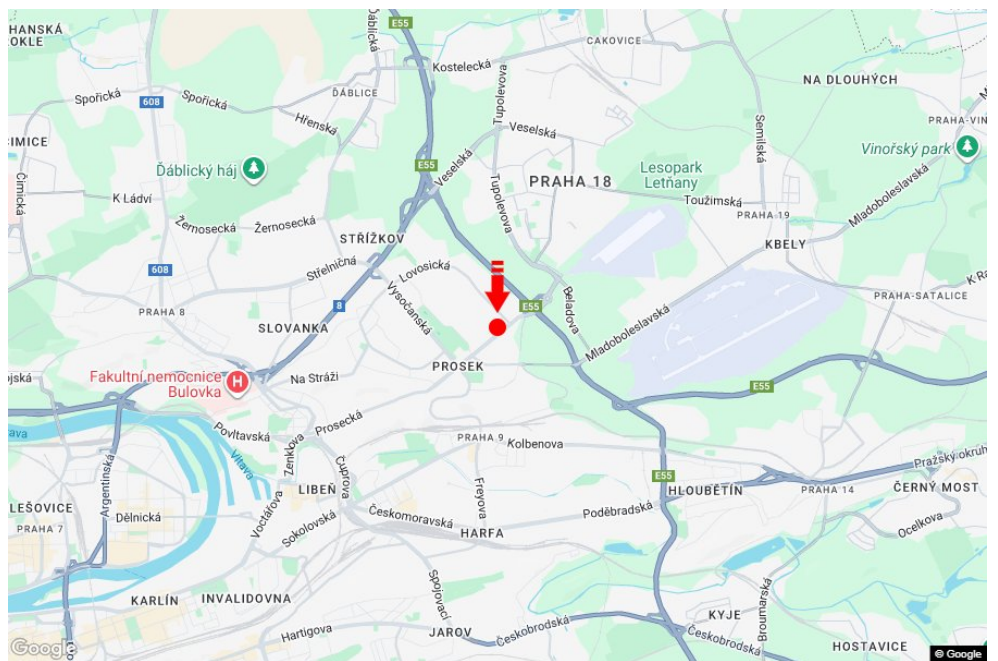 HANSKÁ
OKLE
Ďáblická
E55
ČAKOVICE
Kostelecká
Tupolevova
NA DLOUHÝCH
Spořická
Spořická
608
ĎÁBLICE
Hřenská
Veselská
Semilská
PRAHA-VIN
ČIMICE
Čimická
Ďáblický háj
E55
Veselská
Lesopark
Letňany
Vinořský park
K Ládví
PRAHA 18
Toužimská
Mladoboleslavská
Žernosecká
Žernosecká
Tupolevova
PRAHA 19
STŘÍŽKOV
KBELY
608
Střelničná
Lovosická
K Ra
Vysočanská
Beladova
PRAHA-SATALICE
PRAHA 8
8
E55
SLOVANKA
Mladoboleslavská
PROSEK
Fakultní nemocnice
Bulovka
H
Na Stráži
E55
Povltavská
Prosecká
Vltava
Zenklova
PRAHA 9
Kolbenova
Argentinská
Čuprova
E55
Pražský okruh
LIBEŇ
Freyova
HLOUBĚTÍN
PRAHA 14
ČERNÝ MOST
LEŠOVICE
PRAHA 7
Dělnická
Voctářova
Sokolovská
Českomoravská
Poděbradská
Ocelkova
HARFA
KARLÍN
INVALIDOVNA
Spojovací
KYJE
Broumarská
Hartigova
JAROV
Českobrodská
Českobrodská
HOSTAVICE
Google
© Google